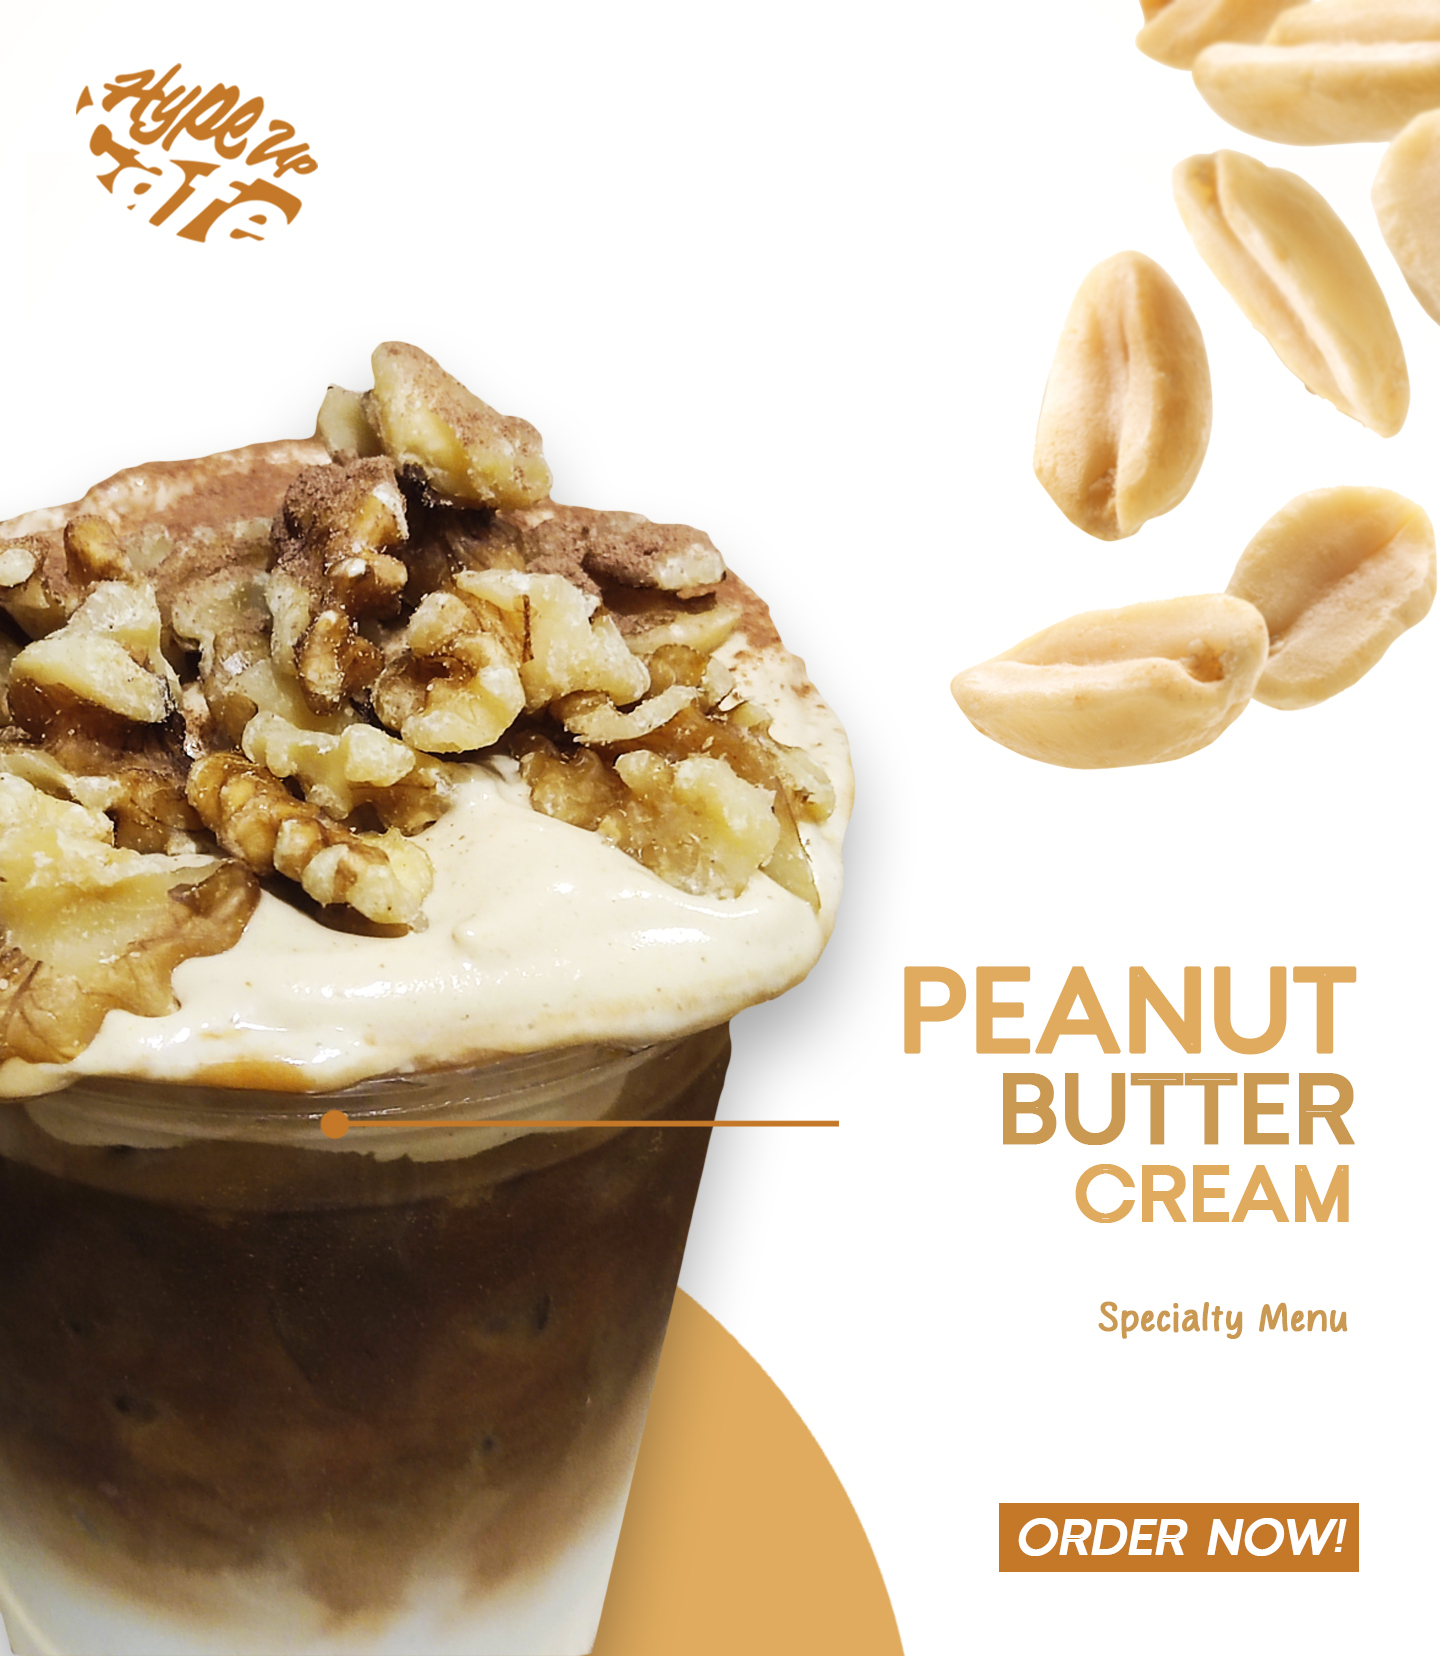 Hype Up
PEANUT
BUTTER
CREAM
Specialty Menu
ORDER NOW!